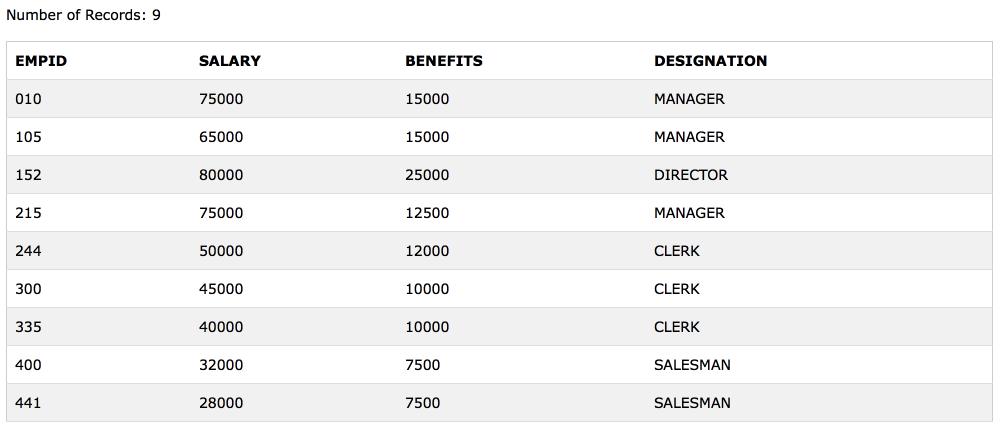 Number of Records: 9
EMPID SALARY BENEFITS DESIGNATION
010 75000 15000 MANAGER
105 65000 15000 MANAGER
152 80000 25000 DIRECTOR
215 75000 12500 MANAGER
244 50000 12000 CLERK
300 45000 10000 CLERK
335 40000 10000 CLERK
400 32000 7500 SALESMAN
441 28000 7500 SALESMAN